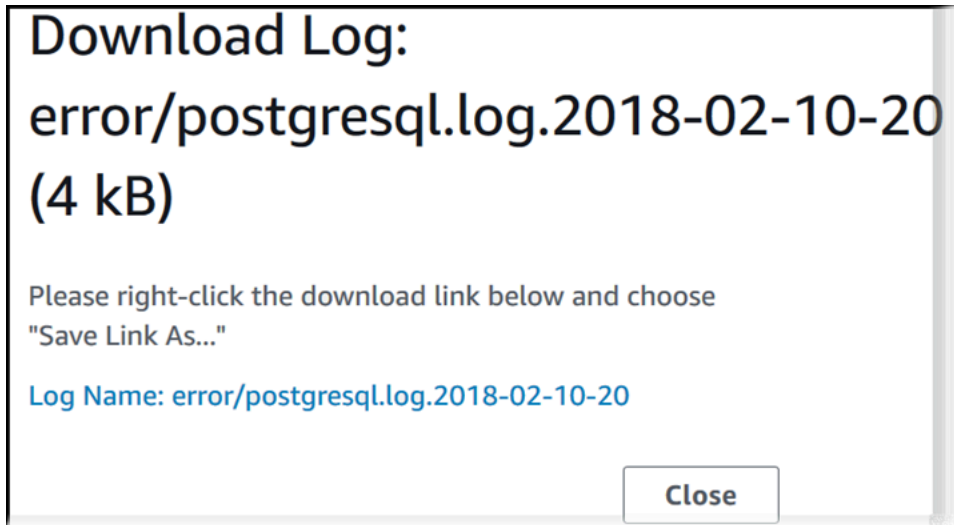 Download Log:
error/postgresql.log.2018-02-10-20
(4 kB)
Please right-click the download link below and choose
"Save Link As..."
Log Name: error/postgresql.log.2018-02-10-20
Close